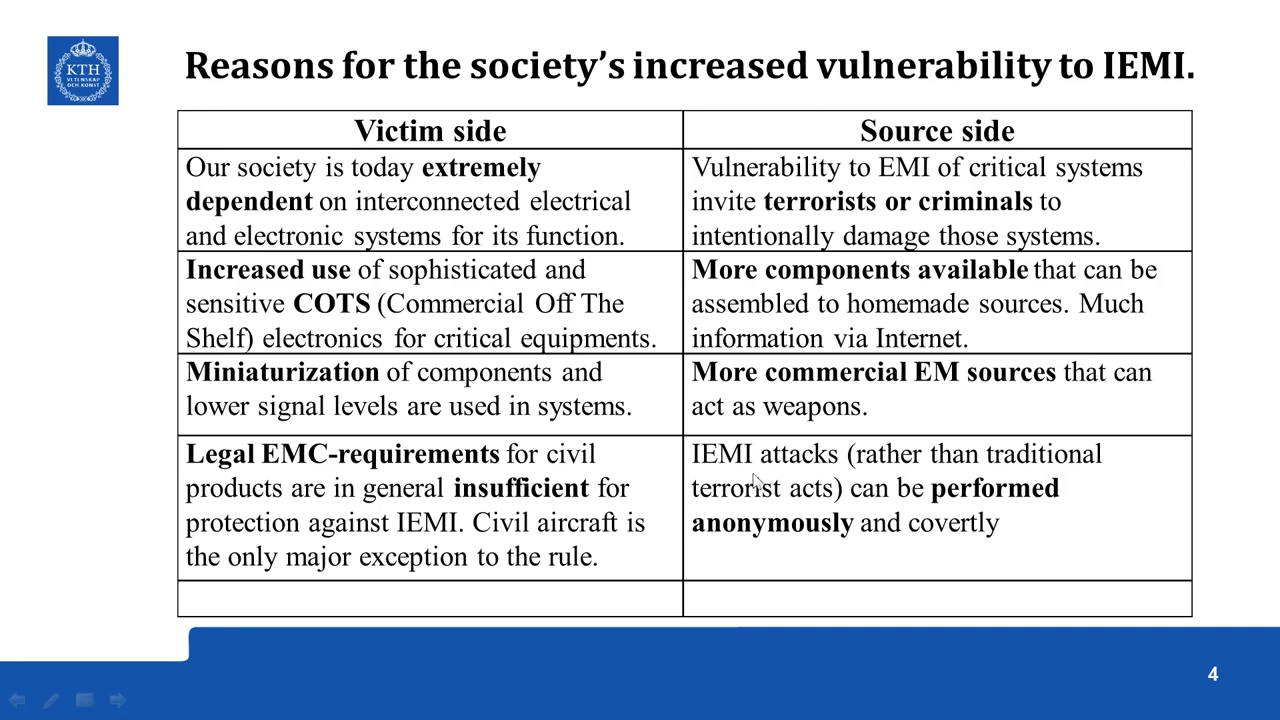 KTH
VETENSKAP
OCH KONST
Reasons for the society’s increased vulnerability to IEMI.
Victim side
Source side
Our society is today extremely
dependent on interconnected electrical
and electronic systems for its function.
Vulnerability to EMI of critical systems
invite terrorists or criminals to
intentionally damage those systems.
Increased use of sophisticated and
sensitive COTS (Commercial Off The
Shelf) electronics for critical equipments.
More components available that can be
assembled to homemade sources. Much
information via Internet.
Miniaturization of components and
lower signal levels are used in systems.
More commercial EM sources that can
act as weapons.
Legal EMC-requirements for civil
products are in general insufficient for
protection against IEMI. Civil aircraft is
the only major exception to the rule.
IEMI attacks (rather than traditional
terrorist acts) can be performed
anonymously and covertly
4